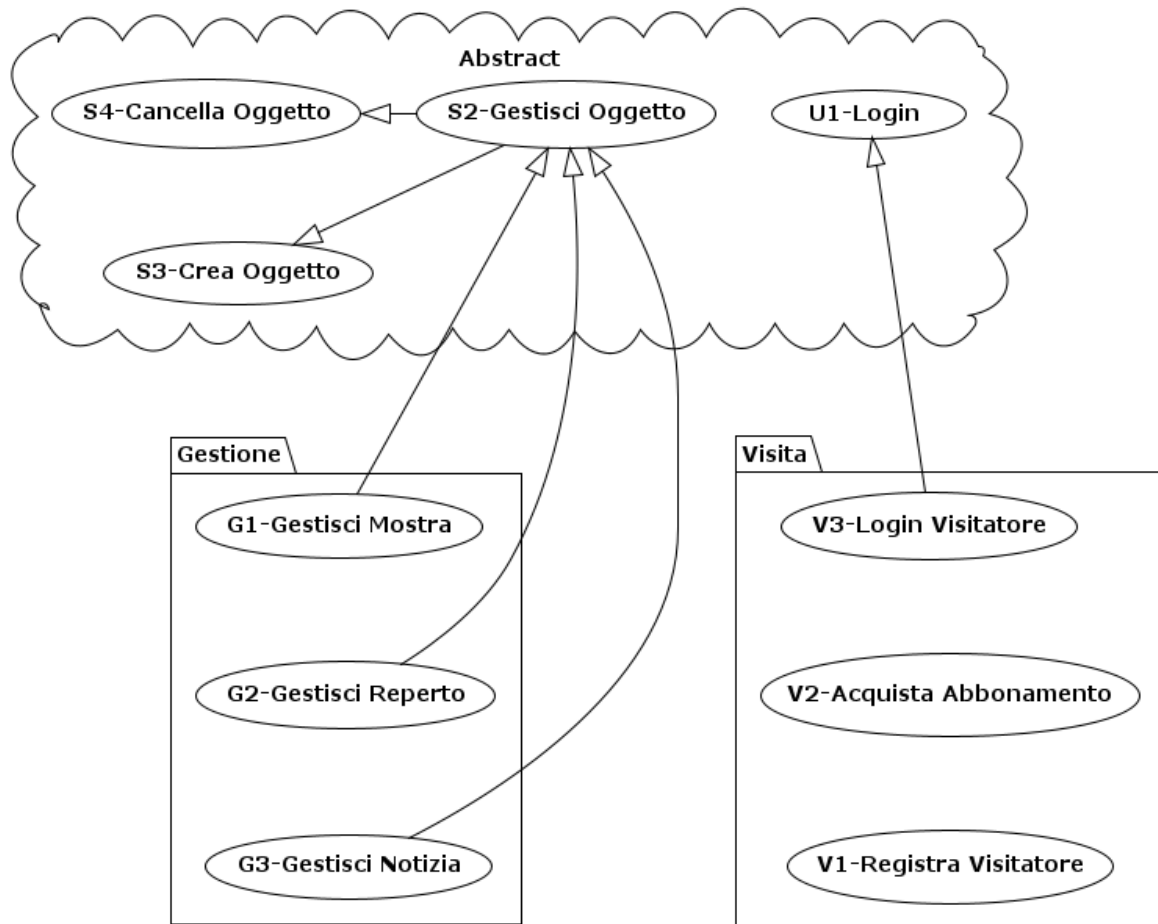 Abstract
S4-Cancella Oggetto
S2-Gestisci Oggetto
U1-Login
S3-Crea Oggetto
Gestione
G1-Gestisci Mostra
G2-Gestisci Reperto
G3-Gestisci Notizia
Visita
V3-Login Visitatore
V2-Acquista Abbonamento
V1-Registra Visitatore